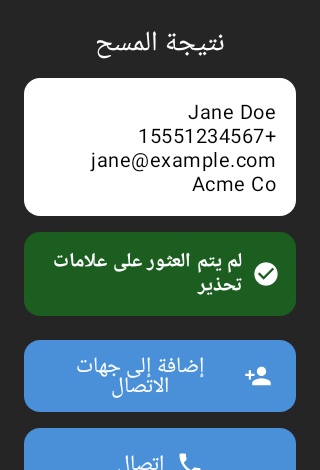 نتيجة المسح
Jane Doe
15551234567+
jane@example.com
Acme Co
لم يتم العثور على علامات
تحذير
إضافة إلى جهات
الاتصال
اتصال